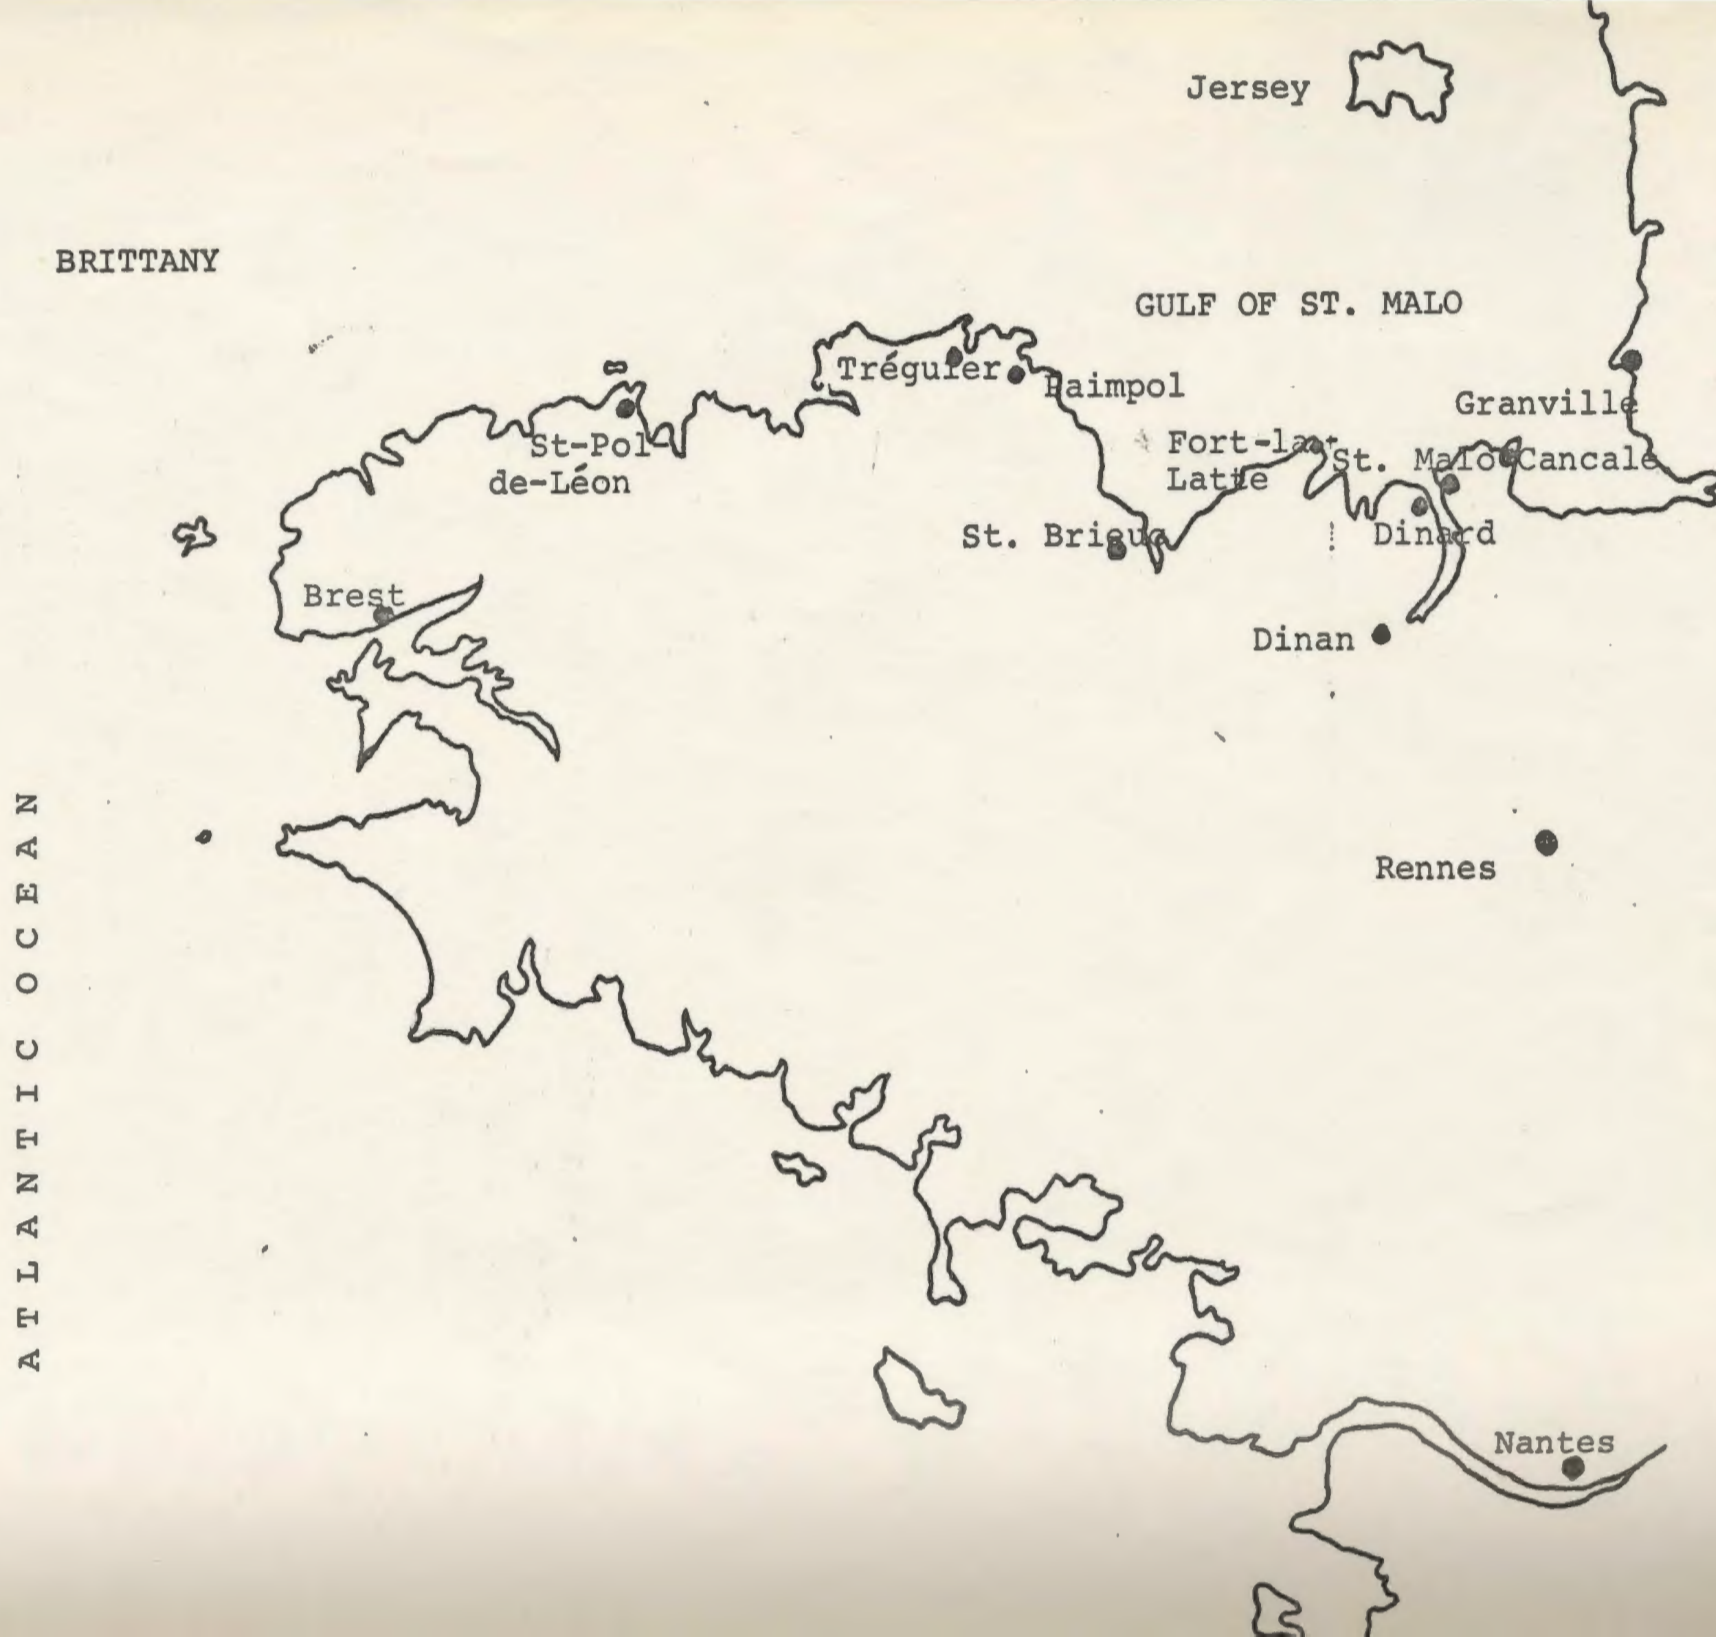 Jersey
BRITTANY
GULF OF ST. MALO
Tréguier
Paimpol
Granville
St-Pol-
de-Léon
Fort-la-
Latte
St. Malo
Cancale
St. Brieuc
Dinard
Brest
Dinan
Rennes
ATLANTIC OCEAN
Nantes